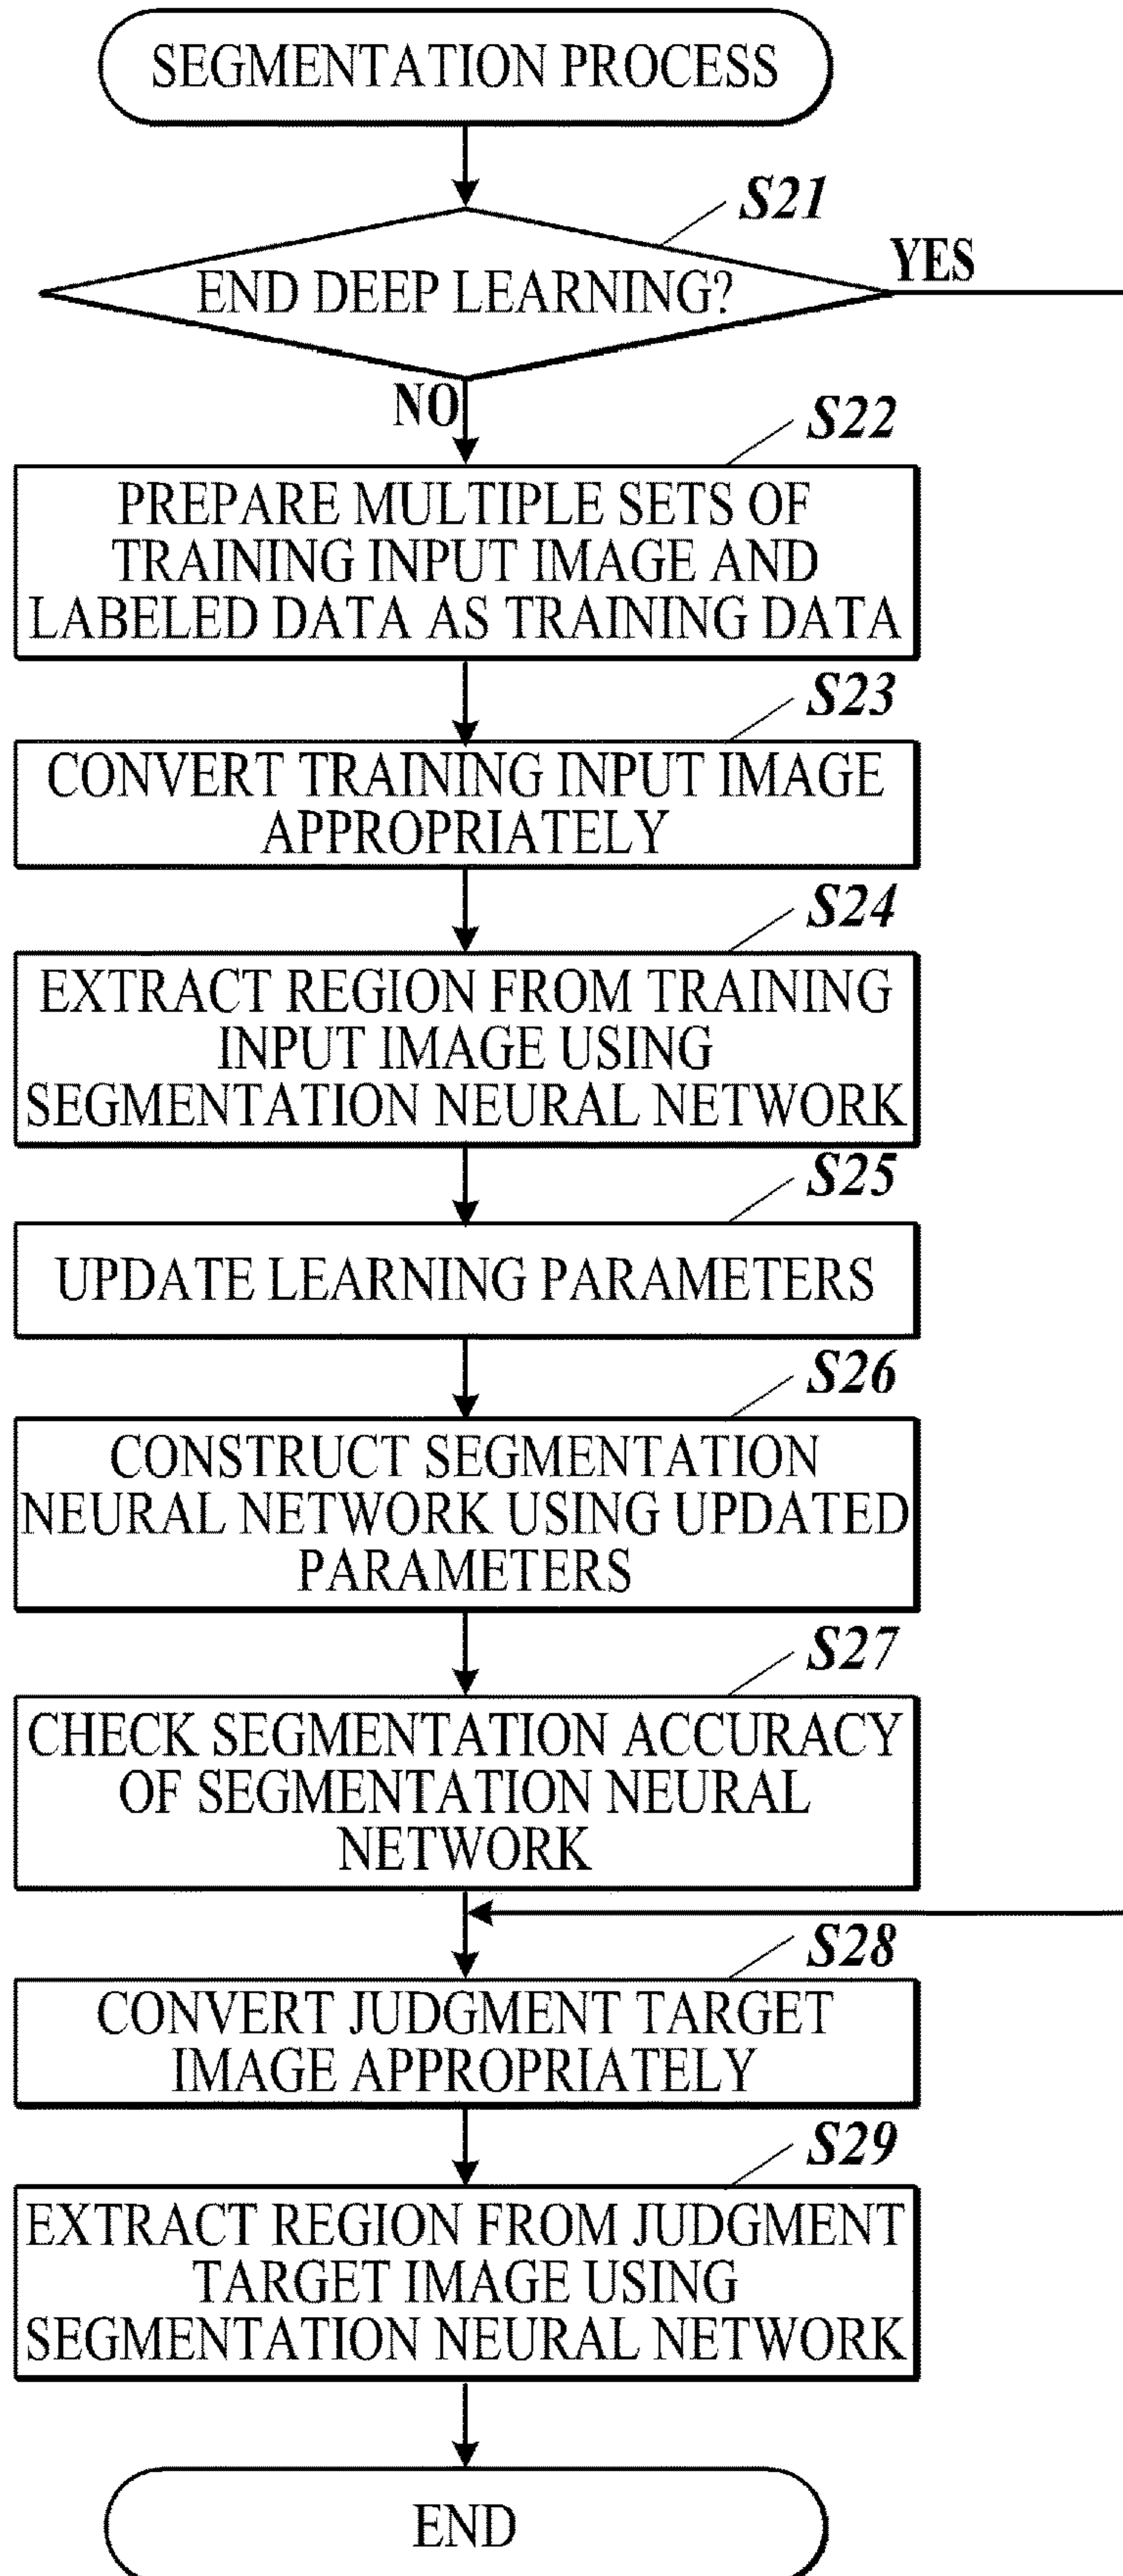 SEGMENTATION PROCESS
S21
END DEEP LEARNING?
YES
NO
S22
PREPARE MULTIPLE SETS OF
TRAINING INPUT IMAGE AND
LABELED DATA AS TRAINING DATA
S23
CONVERT TRAINING INPUT IMAGE
APPROPRIATELY
S24
EXTRACT REGION FROM TRAINING
INPUT IMAGE USING
SEGMENTATION NEURAL NETWORK
S25
UPDATE LEARNING PARAMETERS
S26
CONSTRUCT SEGMENTATION
NEURAL NETWORK USING UPDATED
PARAMETERS
S27
CHECK SEGMENTATION ACCURACY
OF SEGMENTATION NEURAL
NETWORK
S28
CONVERT JUDGMENT TARGET
IMAGE APPROPRIATELY
S29
EXTRACT REGION FROM JUDGMENT
TARGET IMAGE USING
SEGMENTATION NEURAL NETWORK
END